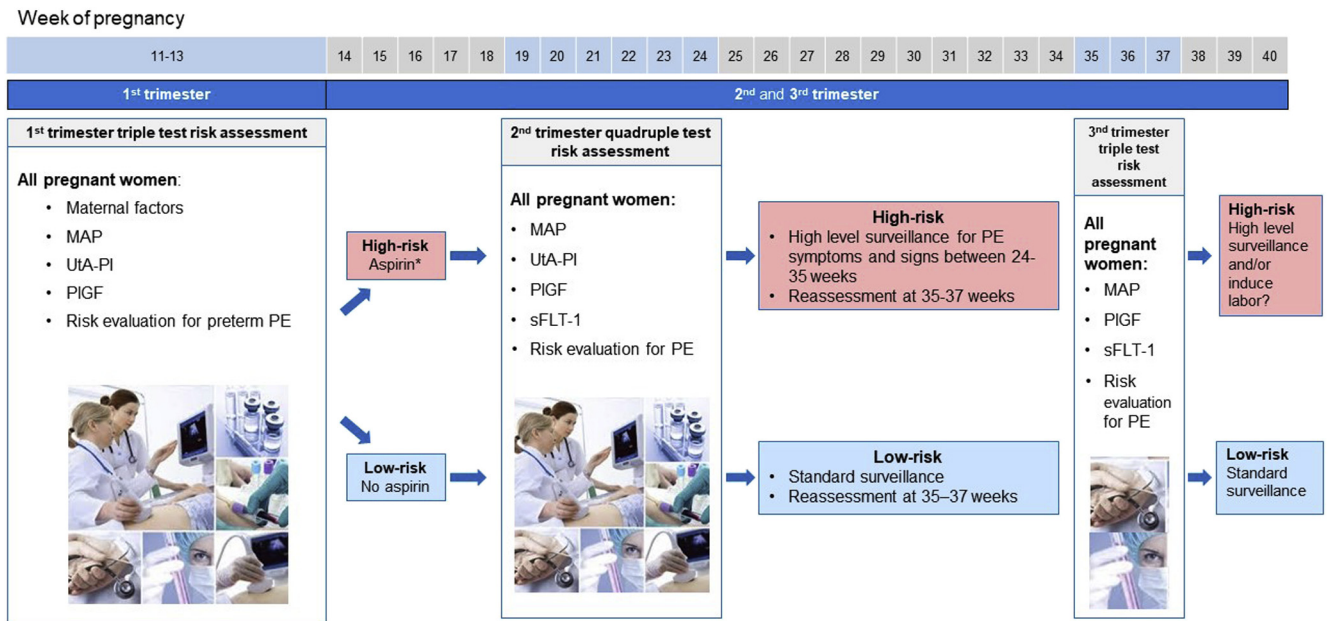 Week of pregnancy
11-13 14 15 16 17 18 19 20 21 22 23 24 25 26 27 28 29 30 31 32 33 34 35 36 37 38 39 40
1st trimester
2nd and 3rd trimester
1st trimester triple test risk assessment
All pregnant women:
• Maternal factors
• MAP
• UtA-PI
• PlGF
• Risk evaluation for preterm PE
High-risk
Aspirin*
Low-risk
No aspirin
2nd trimester quadruple test
risk assessment
All pregnant women:
• MAP
• UtA-PI
• PlGF
• sFLT-1
• Risk evaluation for PE
High-risk
• High level surveillance for PE
symptoms and signs between 24-
35 weeks
• Reassessment at 35-37 weeks
Low-risk
• Standard surveillance
• Reassessment at 35–37 weeks
3nd trimester
triple test
risk
assessment
All
pregnant
women:
• MAP
• PlGF
• sFLT-1
• Risk
evaluation
for PE
High-risk
High level
surveillance
and/or
induce
labor?
Low-risk
Standard
surveillance